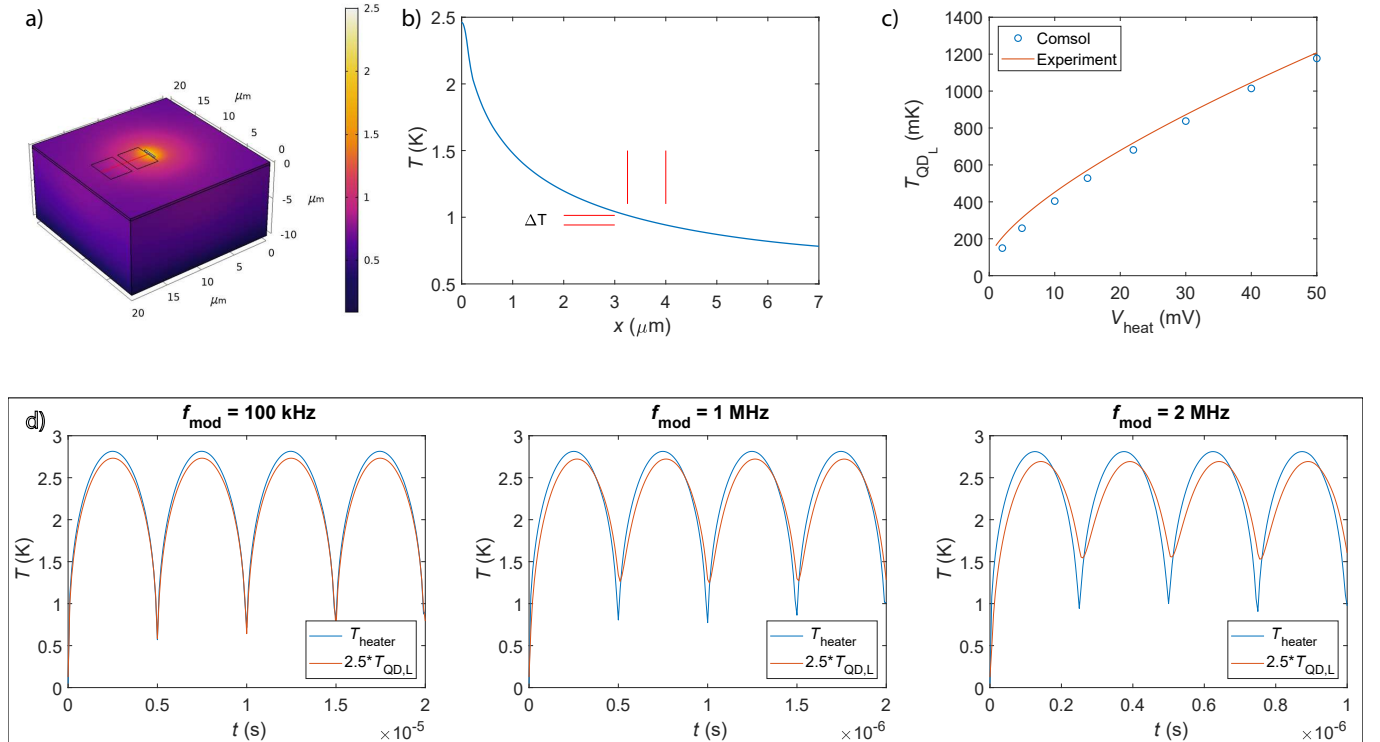 a)
2.5
2
1.5
1
0.5
20
15
μm
10
5
0
0
μm
-5
-10
0
5
10
μm
15
20
b)
2.5
2
1.5
1
0.5
T (K)
ΔT
0 1 2 3 4 5 6 7
x (μm)
c)
1400
1200
1000
800
600
400
200
0
T_QD_L (mK)
Comsol
Experiment
0 10 20 30 40 50
V_heat (mV)
d)
f_mod = 100 kHz
3
2.5
2
1.5
1
0.5
0
T (K)
T_heater
2.5*T_QD,L
0 0.5 1 1.5 2
t (s)
×10^-5
f_mod = 1 MHz
3
2.5
2
1.5
1
0.5
0
T (K)
T_heater
2.5*T_QD,L
0 0.5 1 1.5 2
t (s)
×10^-6
f_mod = 2 MHz
3
2.5
2
1.5
1
0.5
0
T (K)
T_heater
2.5*T_QD,L
0 0.2 0.4 0.6 0.8 1
t (s)
×10^-6